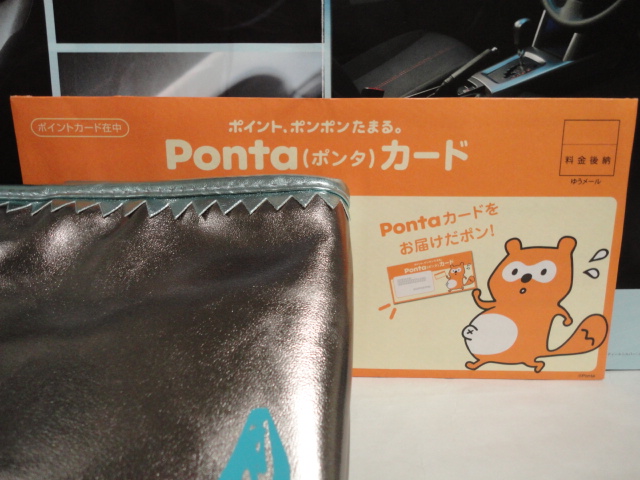 ポイントカード在中
ポイント、ポンポンたまる。
Ponta(ポンタ)カード
料金後納
ゆうメール
Pontaカードを
お届けだポン!